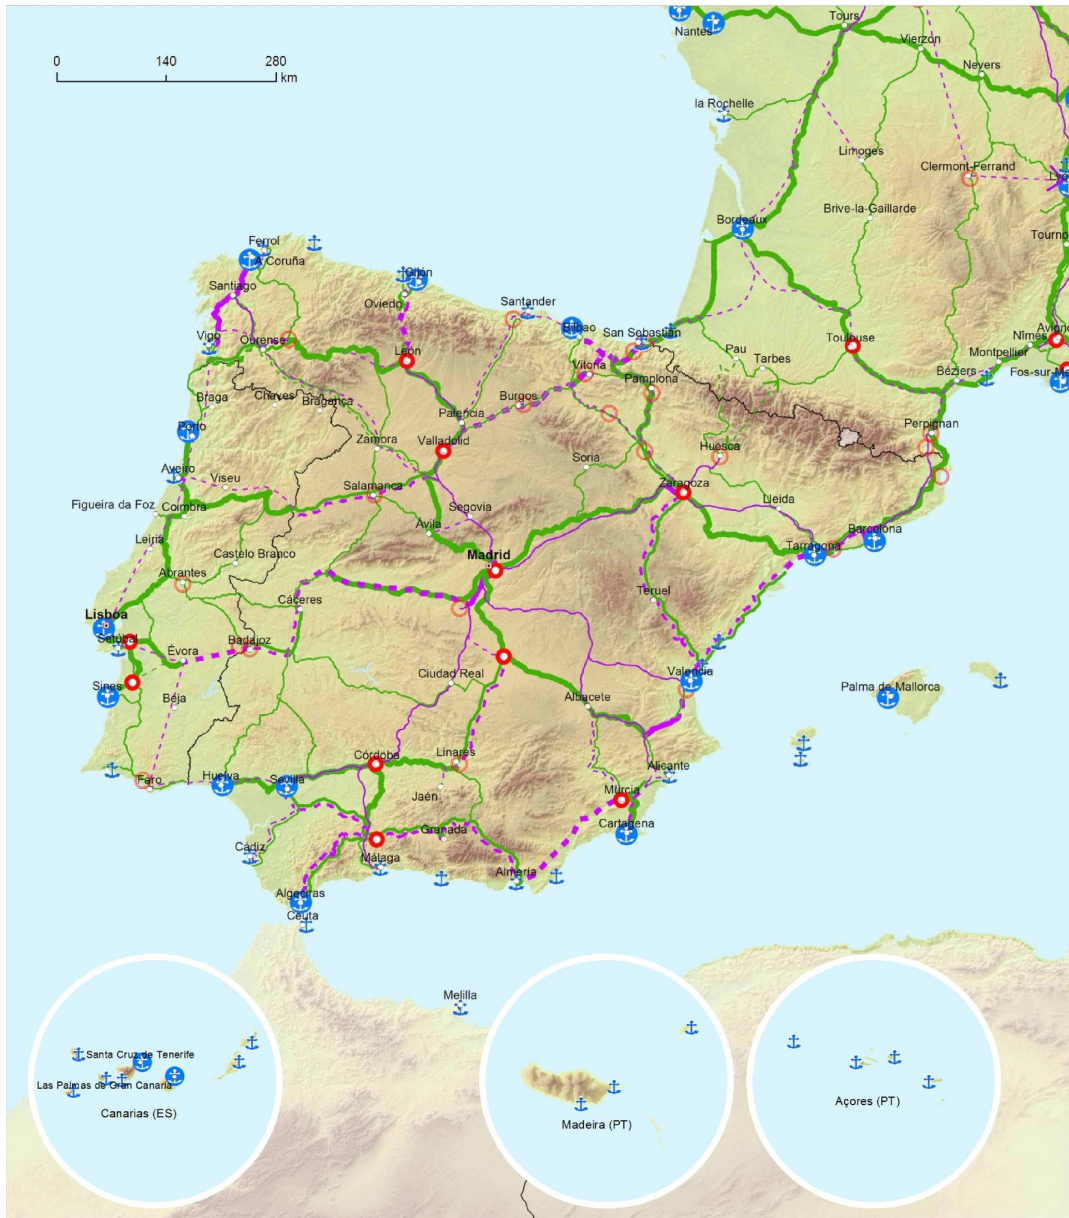 0 140 280
km
Tours
Nantes
Vierzon
Nevers
la Rochelle
Limoges
Clermont-Ferrand
Brive-la-Gaillarde
Bordeaux
Tourno
Ferrol
A Coruña
Gijón
Santiago
Oviedo
Santander
Bilbao
San Sebastián
Vigo
Ourense
León
Vitoria
Pamplona
Pau
Tarbes
Toulouse
Nîmes
Montpellier
Béziers
Fos-sur-Me
Braga
Chaves
Bragança
Palencia
Burgos
Porto
Zamora
Valladolid
Soria
Huesca
Perpignan
Aveiro
Viseu
Salamanca
Zaragoza
Lleida
Figueira da Foz
Coimbra
Segovia
Ávila
Barcelona
Leiria
Castelo Branco
Madrid
Tarragona
Abrantes
Cáceres
Teruel
Lisboa
Setúbal
Évora
Badajoz
Ciudad Real
Valencia
Sines
Beja
Albacete
Palma de Mallorca
Faro
Huelva
Sevilla
Córdoba
Linares
Alicante
Jaén
Murcia
Granada
Cartagena
Cádiz
Málaga
Almería
Algeciras
Ceuta
Melilla
Santa Cruz de Tenerife
Las Palmas de Gran Canaria
Canarias (ES)
Madeira (PT)
Açores (PT)